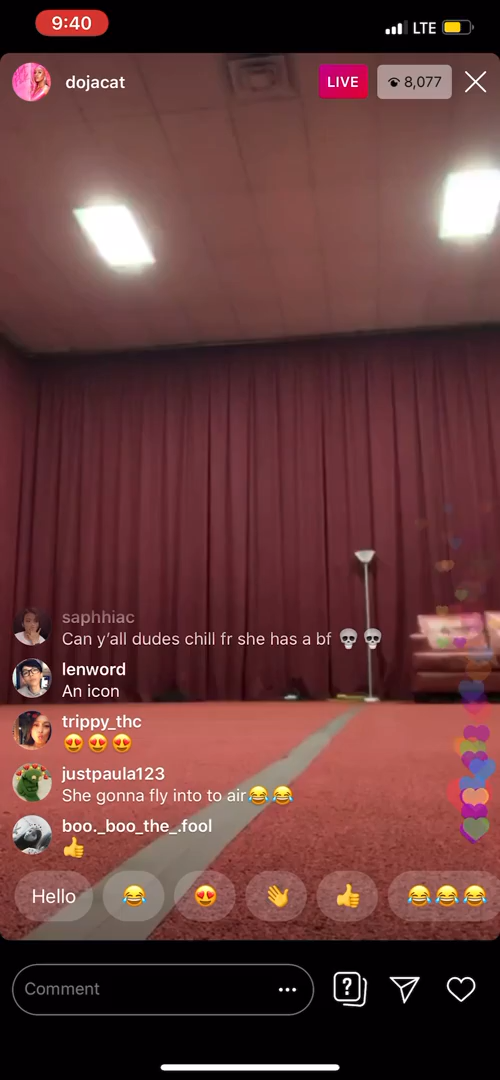 9:40
LTE
dojacat
LIVE
8,077
saphhiac
Can y'all dudes chill fr she has a bf 💀💀
lenword
An icon
trippy_thc
😍😍😍
justpaula123
She gonna fly into to air😂😂
boo._boo_the_.fool
👍
Hello 😂 😍 👋 👍 😂😂😂
Comment